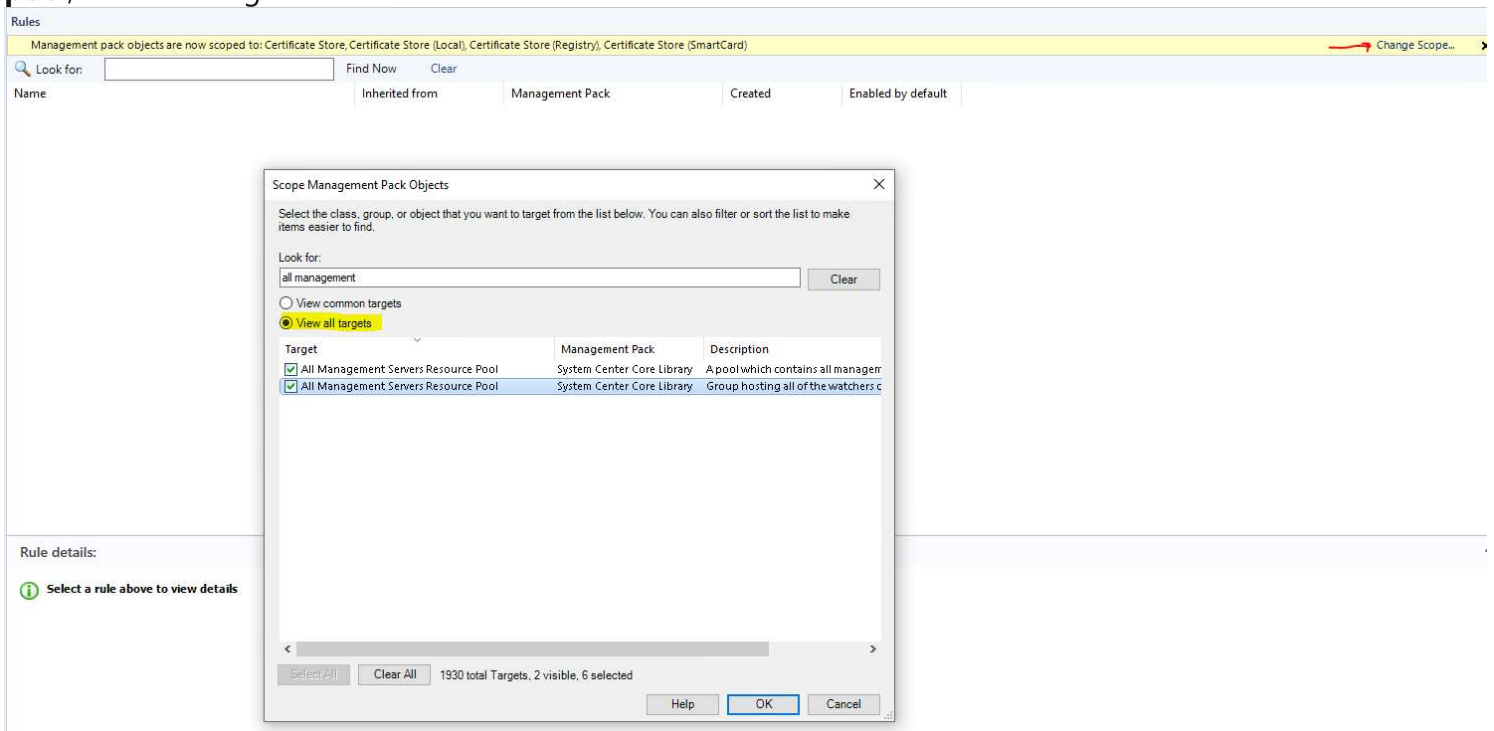 Rules
Management pack objects are now scoped to: Certificate Store, Certificate Store (Local), Certificate Store (Registry), Certificate Store (SmartCard) Change Scope...
Look for: Find Now Clear
Name Inherited from Management Pack Created Enabled by default
Scope Management Pack Objects
Select the class, group, or object that you want to target from the list below. You can also filter or sort the list to make
items easier to find.
Look for:
all management Clear
View common targets
View all targets
Target Management Pack Description
All Management Servers Resource Pool System Center Core Library A pool which contains all managem
All Management Servers Resource Pool System Center Core Library Group hosting all of the watchers c
Rule details:
Select a rule above to view details
Select All Clear All 1930 total Targets, 2 visible, 6 selected
Help OK Cancel